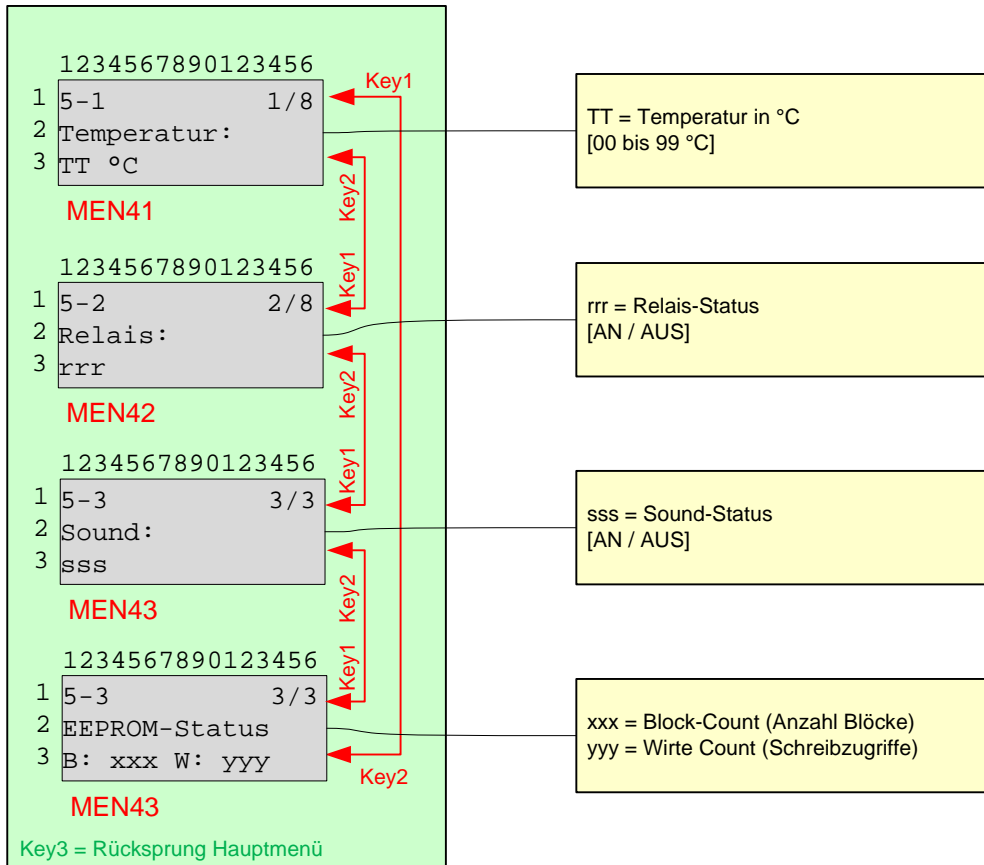 1234567890123456
1 5-1 1/8
2 Temperatur:
3 TT °C
MEN41
Key1
Key2
TT = Temperatur in °C
[00 bis 99 °C]
1234567890123456
Key1
1 5-2 2/8
2 Relais:
3 rrr
MEN42
Key2
rrr = Relais-Status
[AN / AUS]
1234567890123456
Key1
1 5-3 3/3
2 Sound:
3 sss
MEN43
Key2
sss = Sound-Status
[AN / AUS]
1234567890123456
Key1
1 5-3 3/3
2 EEPROM-Status
3 B: xxx W: yyy
MEN43
Key2
xxx = Block-Count (Anzahl Blöcke)
yyy = Wirte Count (Schreibzugriffe)
Key3 = Rücksprung Hauptmenü